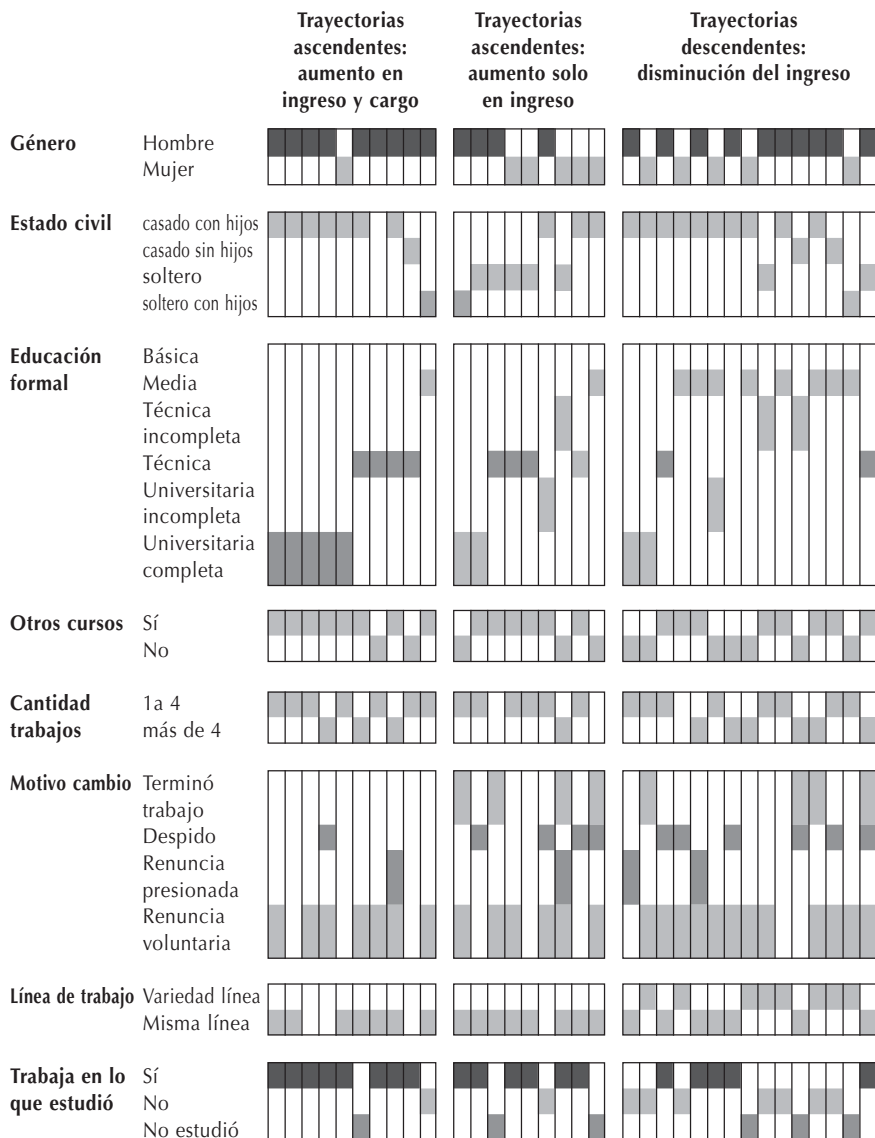 Trayectorias ascendentes: aumento en ingreso y cargo
Trayectorias ascendentes: aumento solo en ingreso
Trayectorias descendentes: disminución del ingreso
Género Hombre
Mujer
Estado civil casado con hijos
casado sin hijos
soltero
soltero con hijos
Educación Básica
formal Media
Técnica
incompleta
Técnica
Universitaria
incompleta
Universitaria
completa
Otros cursos Sí
No
Cantidad 1a 4
trabajos más de 4
Motivo cambio Terminó
trabajo
Despido
Renuncia
presionada
Renuncia
voluntaria
Línea de trabajo Variedad línea
Misma línea
Trabaja en lo Sí
que estudió No
No estudió